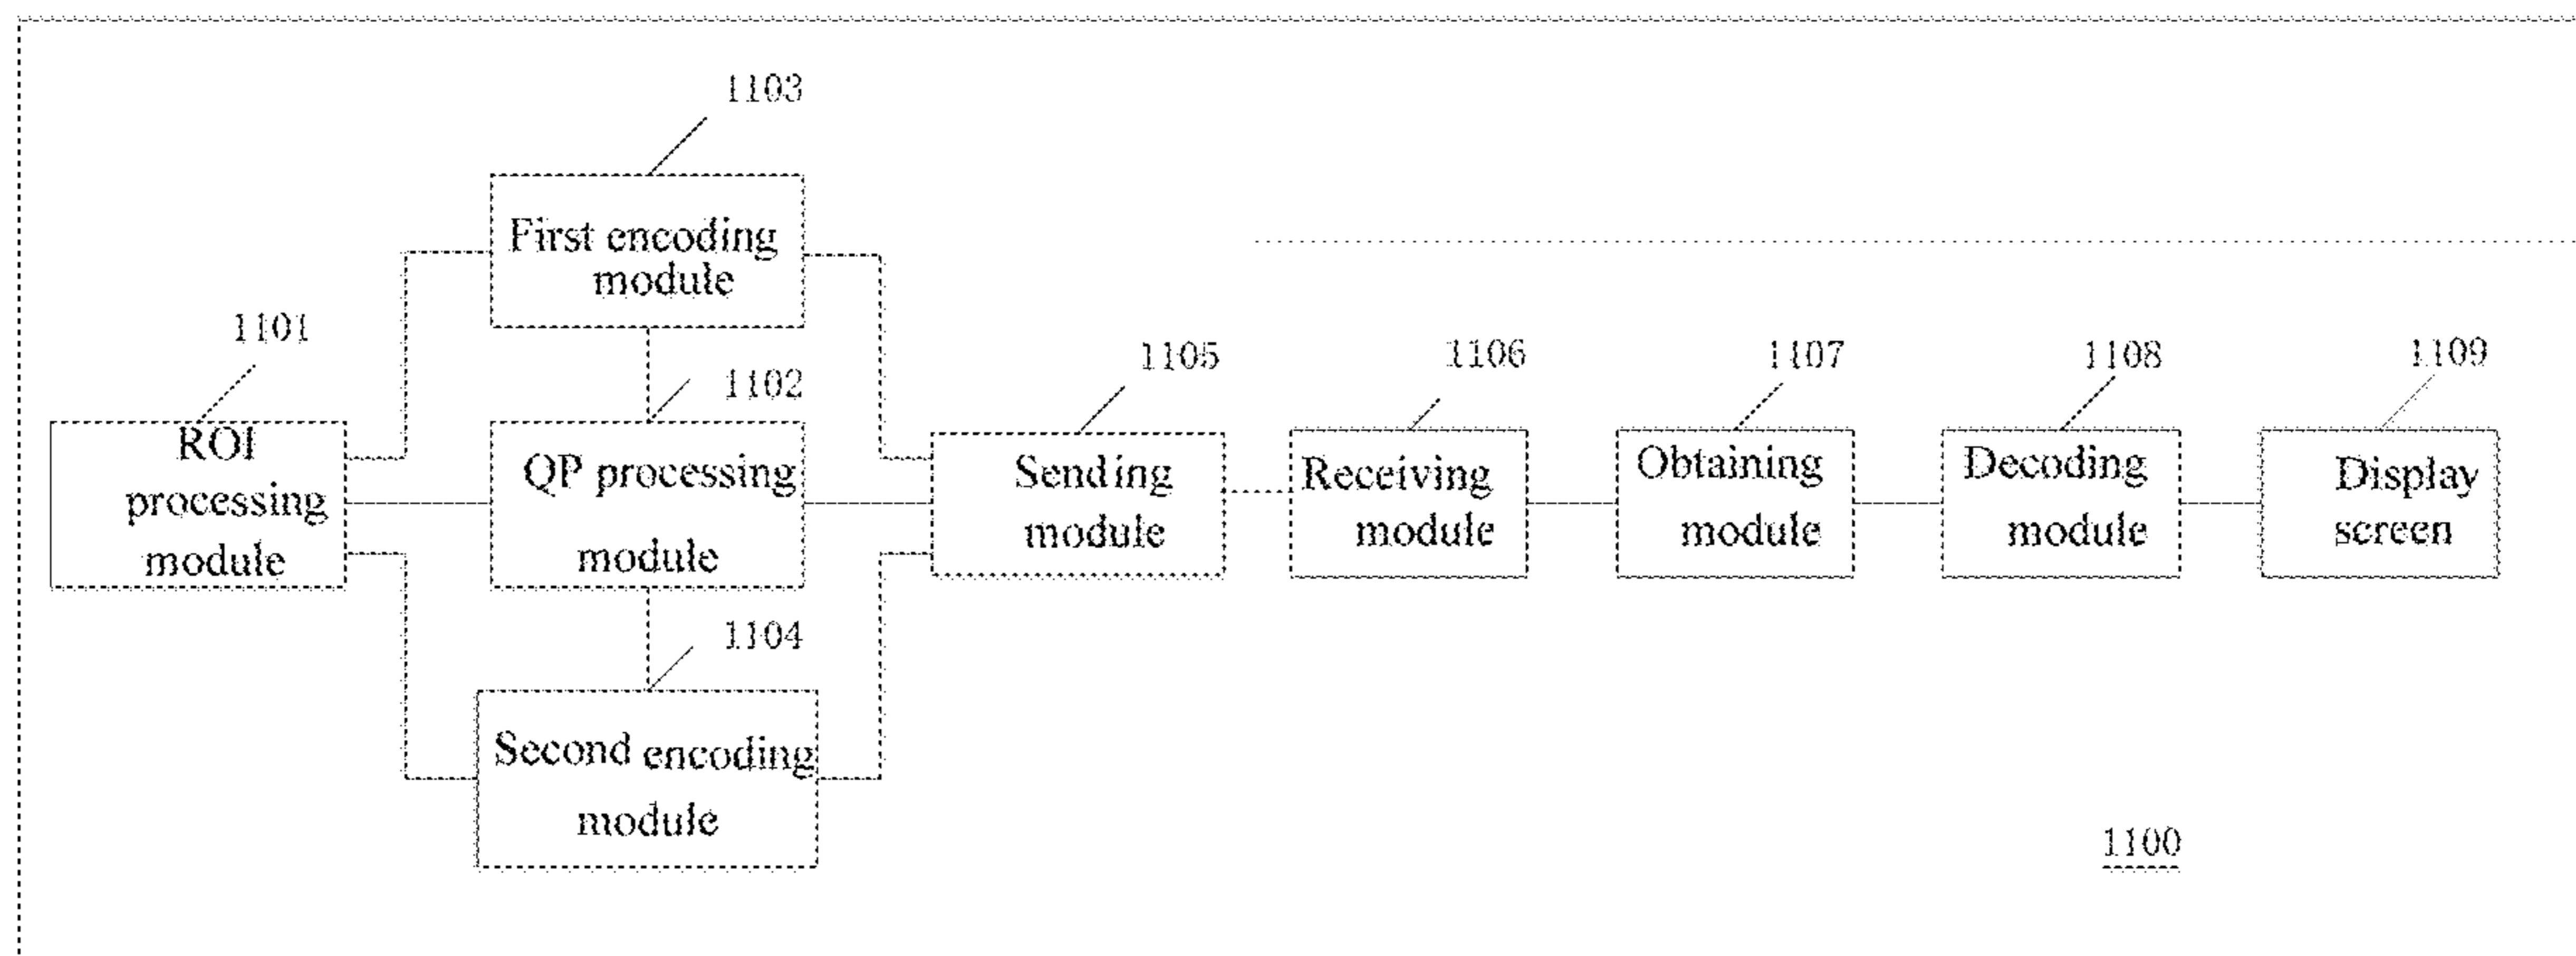 1103
First encoding
module
1101
ROI
processing
module
1102
QP processing
module
1104
Second encoding
module
1105
Sending
module
1106
Receiving
module
1107
Obtaining
module
1108
Decoding
module
1109
Display
screen
1100